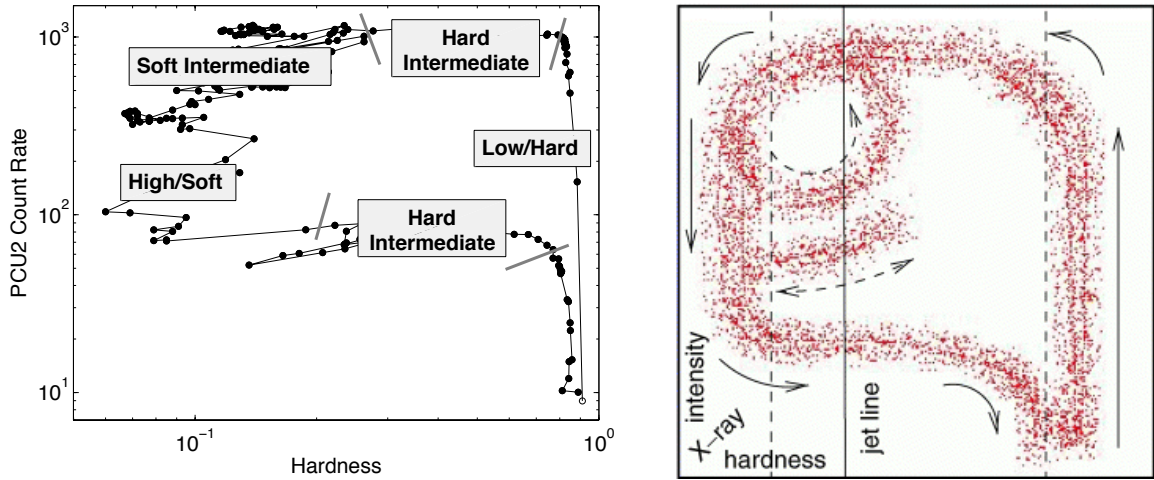 10^3
10^2
10^1
PCU2 Count Rate
Soft Intermediate
Hard
Intermediate
Low/Hard
High/Soft
Hard
Intermediate
10^-1
10^0
Hardness
intensity
X-ray
hardness
jet line